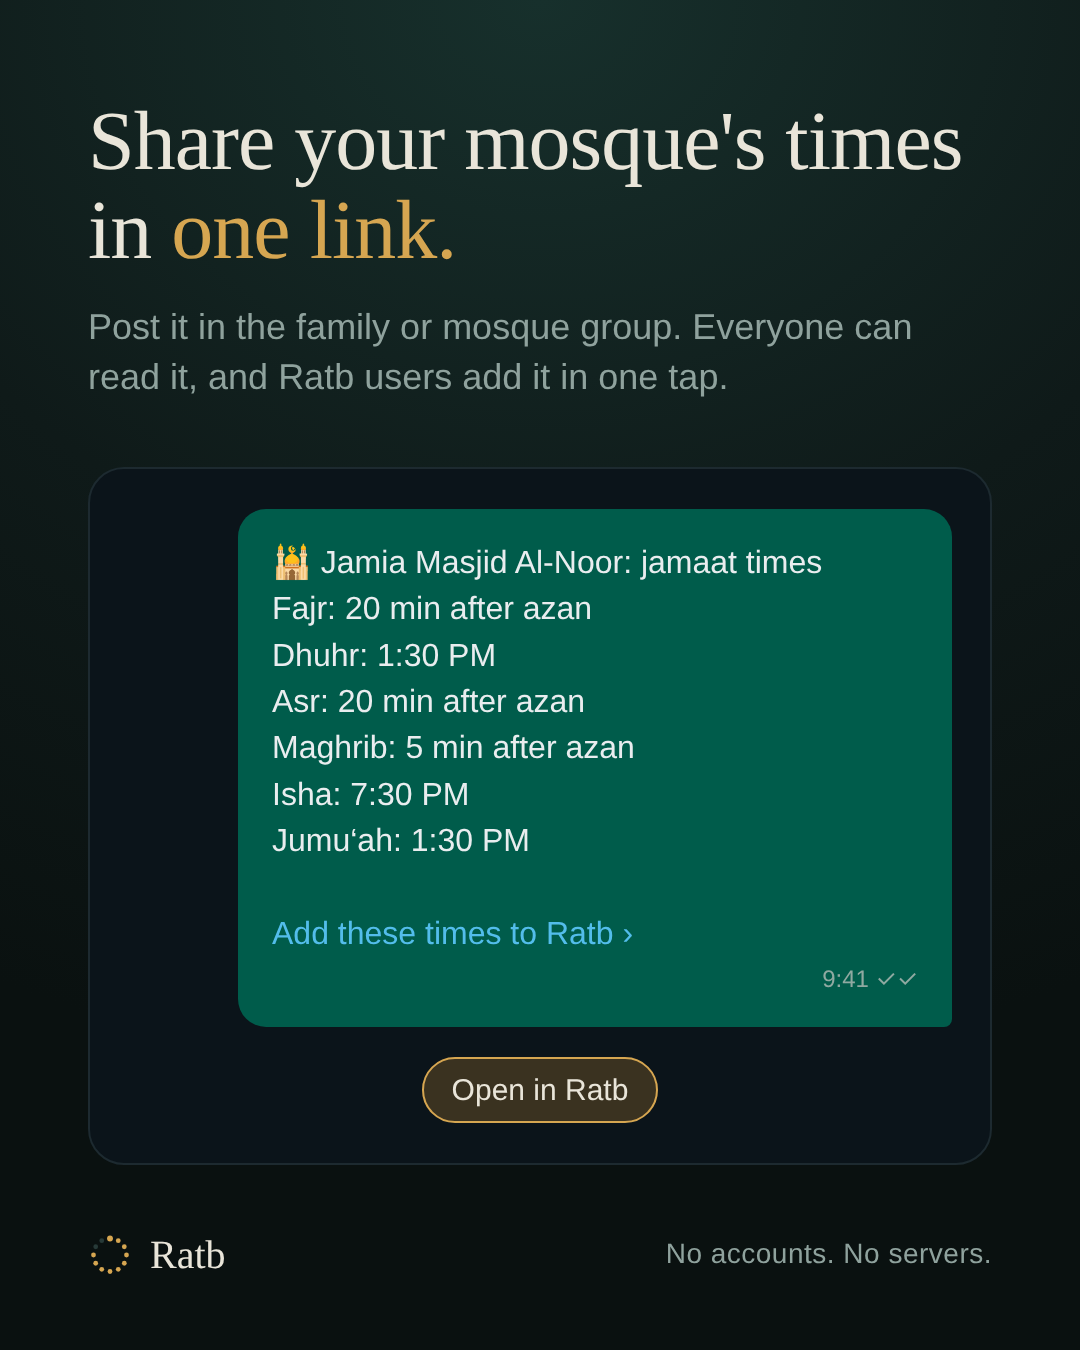 Share your mosque's times
in one link.
Post it in the family or mosque group. Everyone can
read it, and Ratb users add it in one tap.
🕌 Jamia Masjid Al-Noor: jamaat times
Fajr: 20 min after azan
Dhuhr: 1:30 PM
Asr: 20 min after azan
Maghrib: 5 min after azan
Isha: 7:30 PM
Jumu‘ah: 1:30 PM
Add these times to Ratb ›
9:41 ✓✓
Open in Ratb
Ratb
No accounts. No servers.